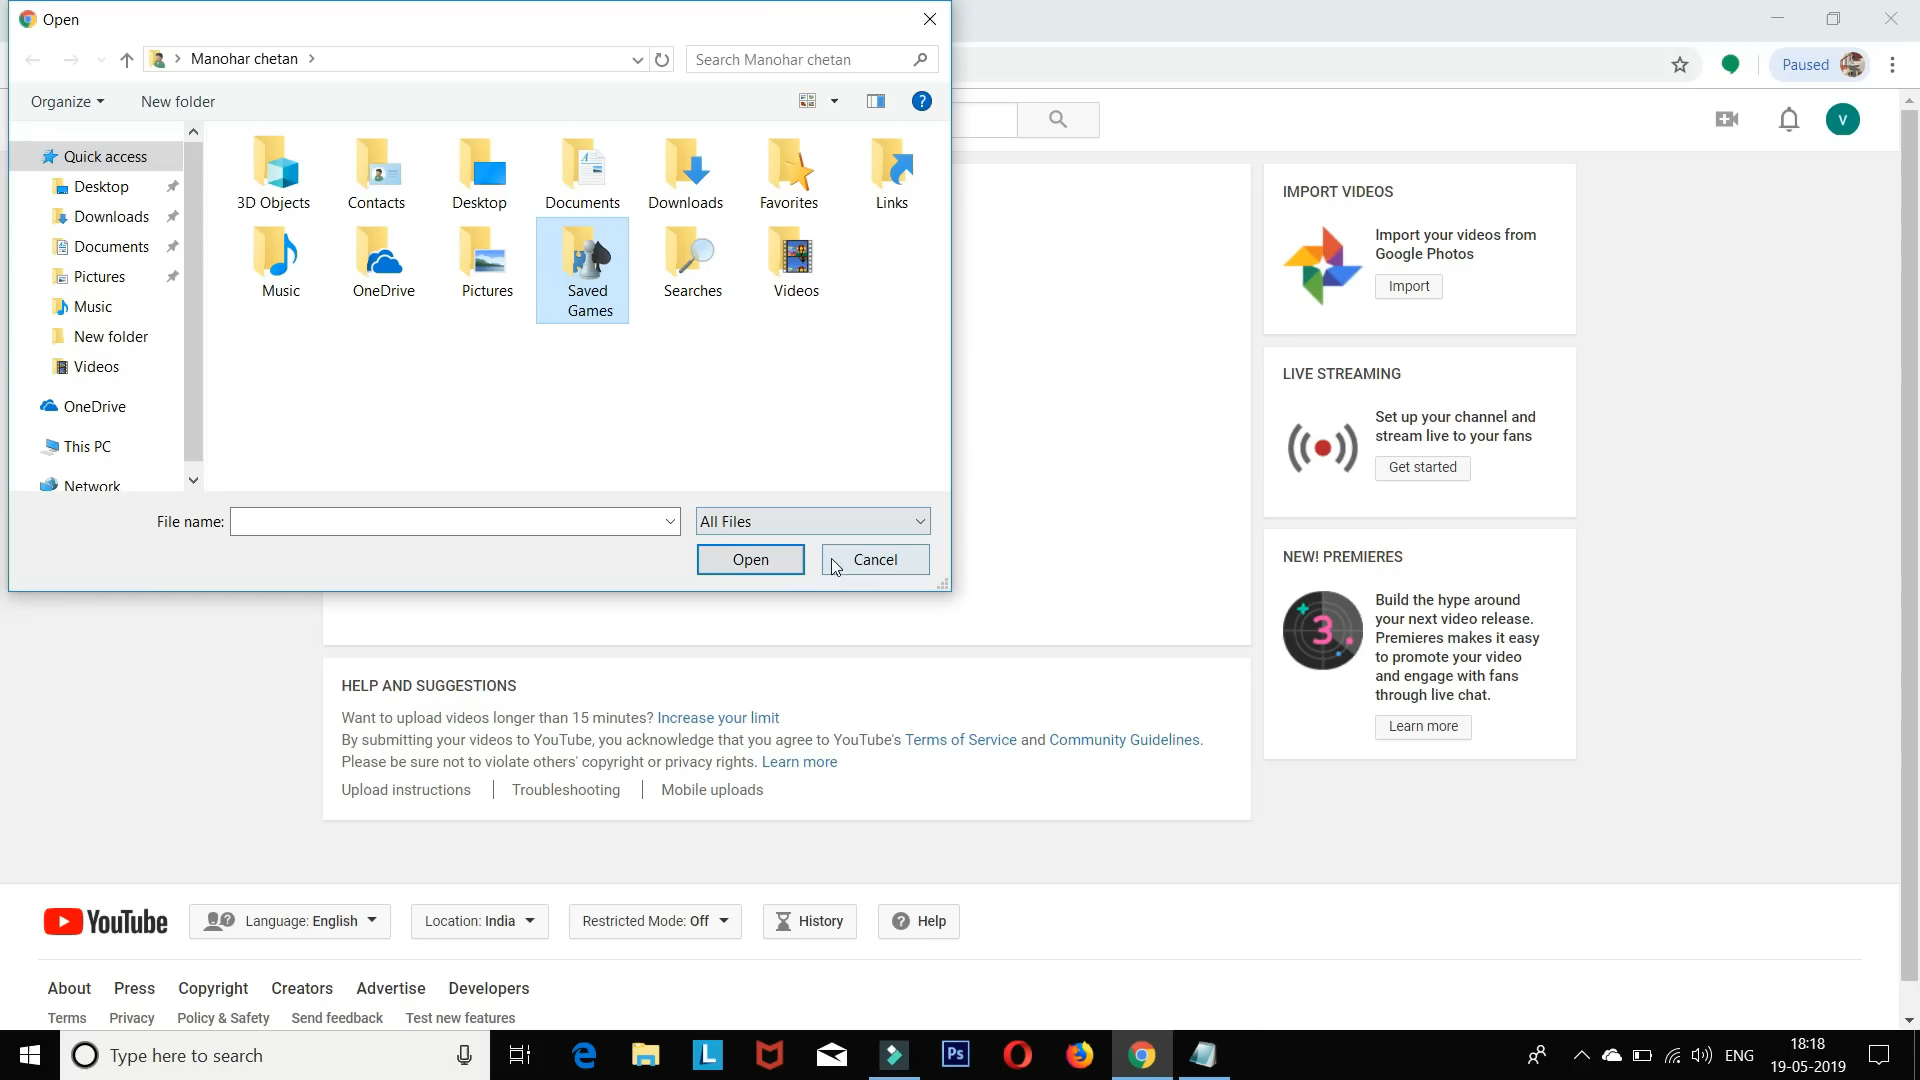 Open
Manohar chetan
Search Manohar chetan
Paused
Organize
New folder
?
V
Quick access
Desktop
Downloads
Documents
Pictures
Music
New folder
Videos
OneDrive
This PC
Network
3D Objects
Contacts
Desktop
Documents
Downloads
Favorites
Links
Music
OneDrive
Pictures
Saved
Games
Searches
Videos
File name:
All Files
Open
Cancel
IMPORT VIDEOS
Import your videos from
Google Photos
Import
LIVE STREAMING
Set up your channel and
stream live to your fans
Get started
NEW! PREMIERES
3
Build the hype around
your next video release.
Premieres makes it easy
to promote your video
and engage with fans
through live chat.
Learn more
HELP AND SUGGESTIONS
Want to upload videos longer than 15 minutes? Increase your limit
By submitting your videos to YouTube, you acknowledge that you agree to YouTube's Terms of Service and Community Guidelines.
Please be sure not to violate others' copyright or privacy rights. Learn more
Upload instructions
Troubleshooting
Mobile uploads
YouTube
Language: English
Location: India
Restricted Mode: Off
History
Help
About Press Copyright Creators Advertise Developers
Terms Privacy Policy & Safety Send feedback Test new features
Type here to search
L
Ps
ENG
18:18
19-05-2019